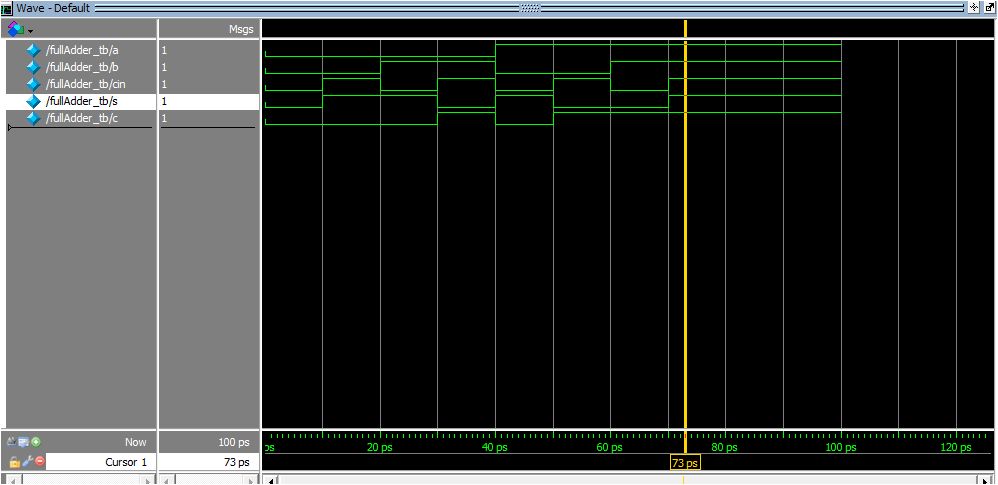 Wave - Default
Msgs
/fullAdder_tb/a 1
/fullAdder_tb/b 1
/fullAdder_tb/cin 1
/fullAdder_tb/s 1
/fullAdder_tb/c 1
Now 100 ps
ps 20 ps 40 ps 60 ps 80 ps 100 ps 120 ps
Cursor 1 73 ps
73 ps